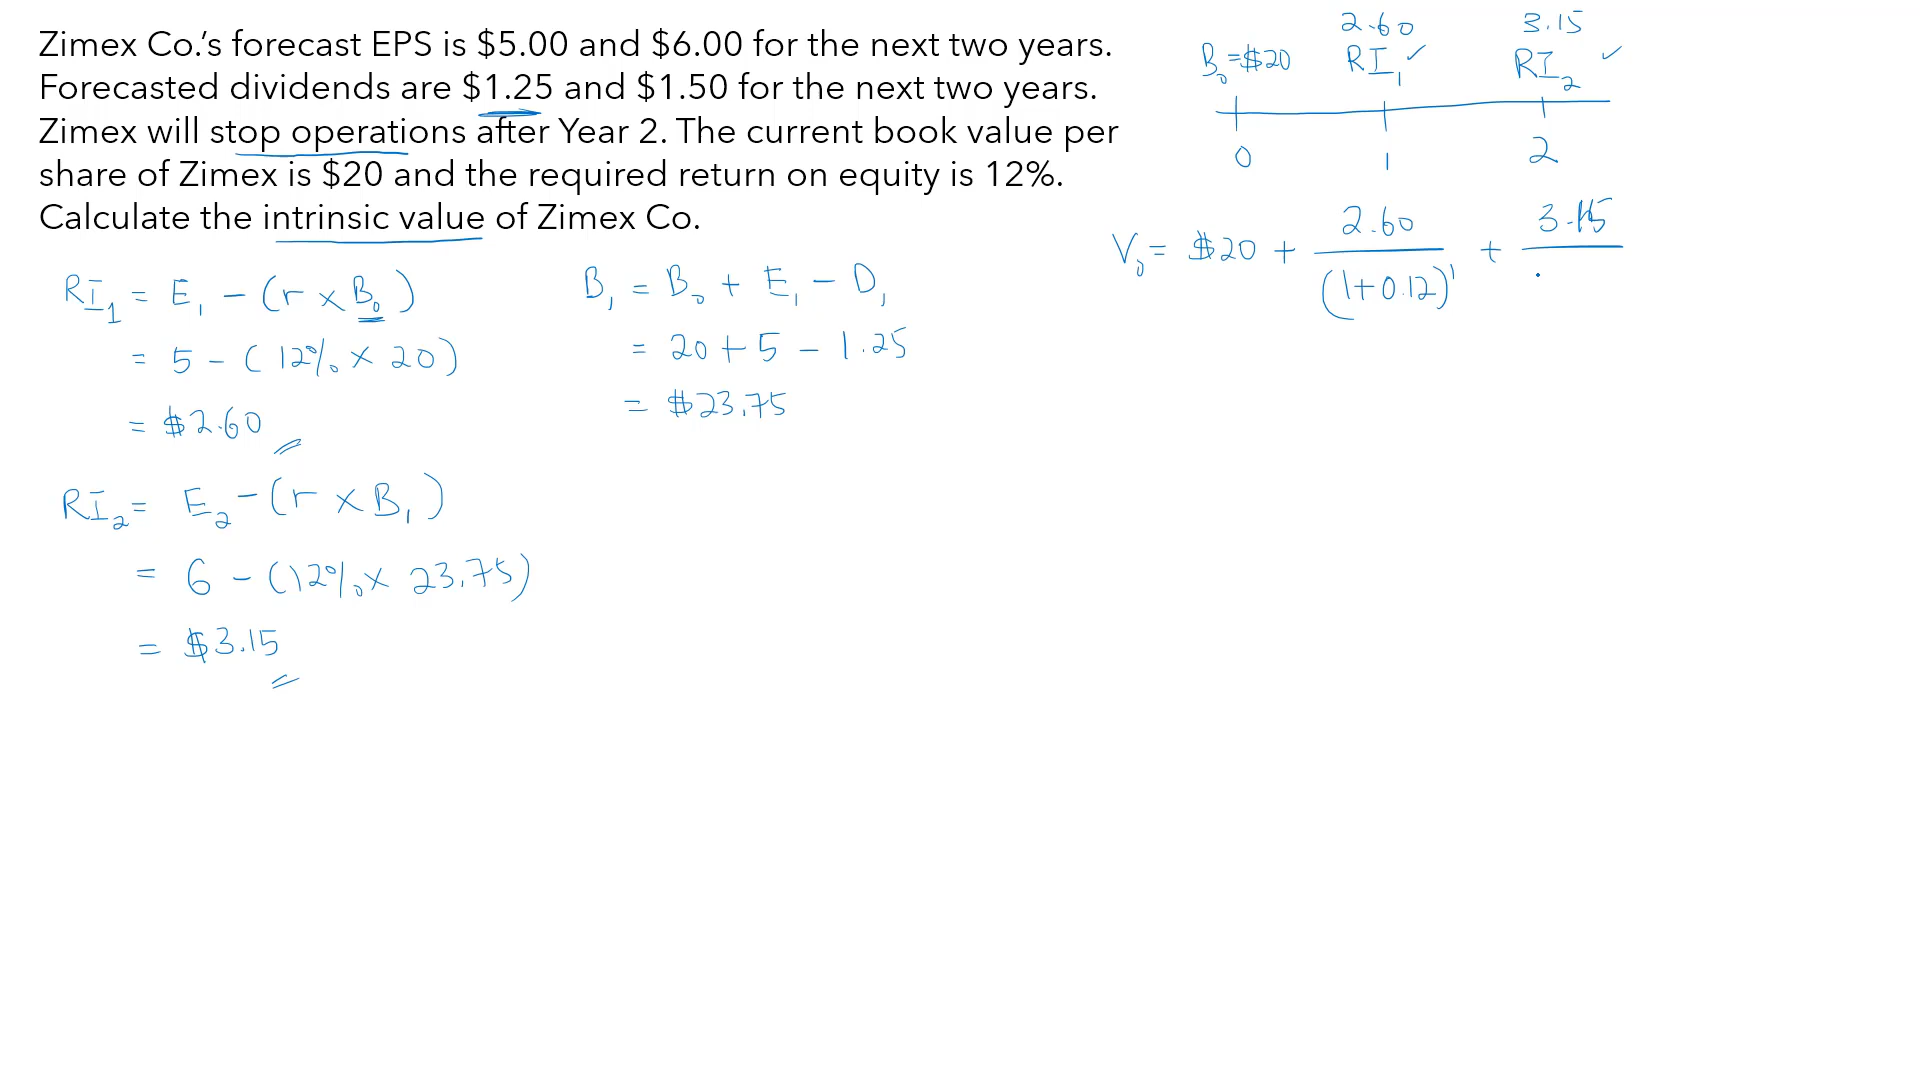 Zimex Co.’s forecast EPS is $5.00 and $6.00 for the next two years.
Forecasted dividends are $1.25 and $1.50 for the next two years.
Zimex will stop operations after Year 2. The current book value per
share of Zimex is $20 and the required return on equity is 12%.
Calculate the intrinsic value of Zimex Co.
RI₁ = E₁ - (r × B₀)
= 5 - (12% × 20)
= $2.60
RI₂ = E₂ - (r × B₁)
= 6 - (12% × 23.75)
= $3.15
B₁ = B₀ + E₁ - D₁
= 20 + 5 - 1.25
= $23.75
2.60 3.15
B₀ = $20 RI₁ ✓ RI₂ ✓
0 1 2
2.60 3.15
V₀ = $20 + +
(1+0.12)¹